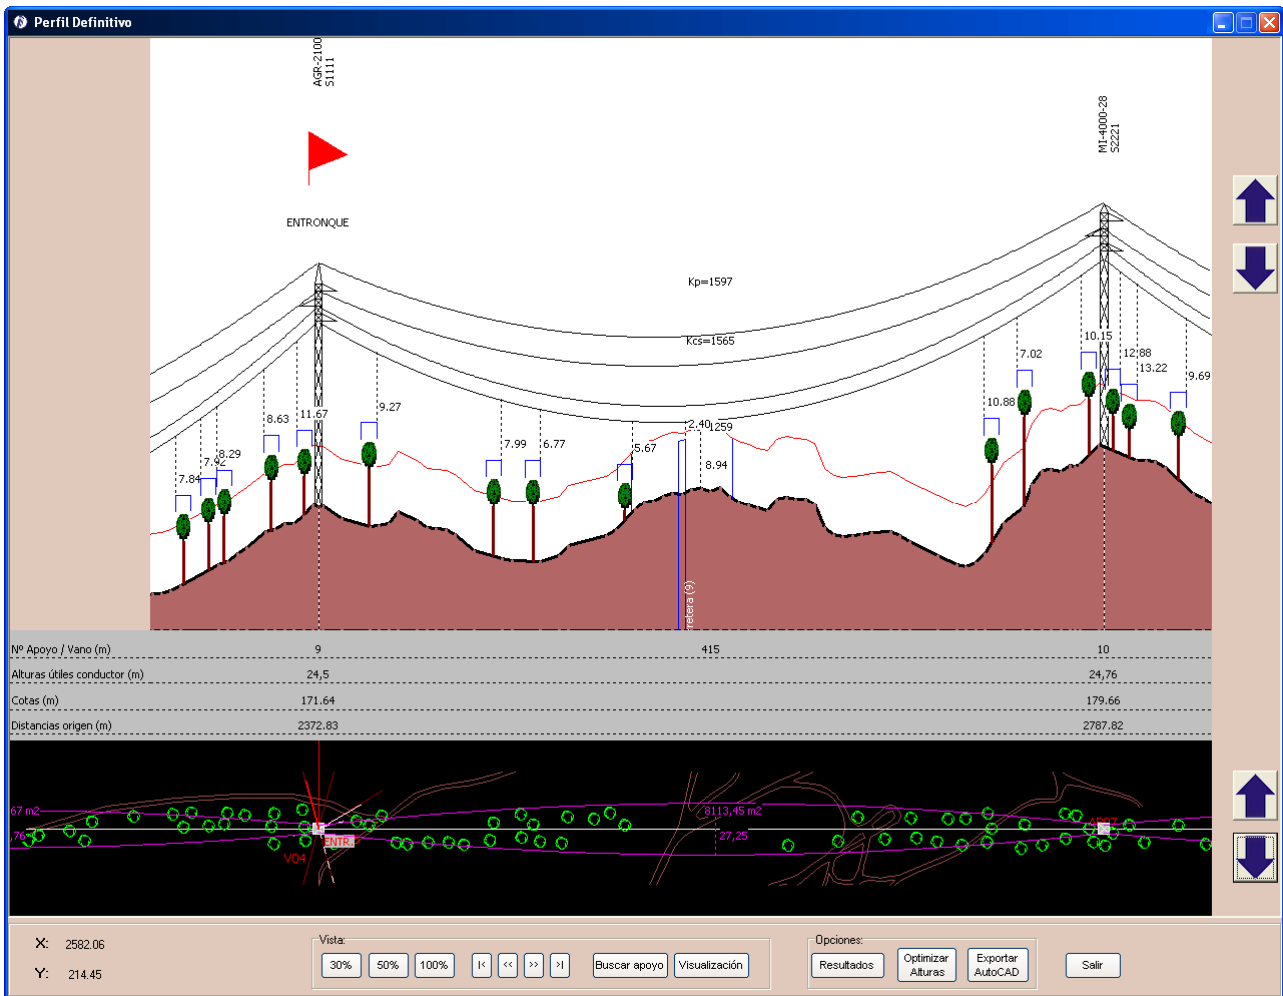 Perfil Definitivo
AGR-2100
S1111
MI-4000-28
S2221
ENTRONQUE
Kp=1597
Kcs=1565
10.15
7.02
12.88
13.22
9.69
10.88
9.27
8.63
11.67
2.40
1259
7.99
6.77
5.67
8.94
8.29
7.92
7.84
rretera (9)
Nº Apoyo / Vano (m) 9 415 10
Alturas útiles conductor (m) 24,5 24,76
Cotas (m) 171.64 179.66
Distancias origen (m) 2372.83 2787.82
67 m2
8113,45 m2
,76
27,25
ENTR.
V04
X: 2582.06
Y: 214.45
Vista:
30% 50% 100% |< << >> >| Buscar apoyo Visualización
Opciones:
Resultados
Optimizar
Alturas
Exportar
AutoCAD
Salir